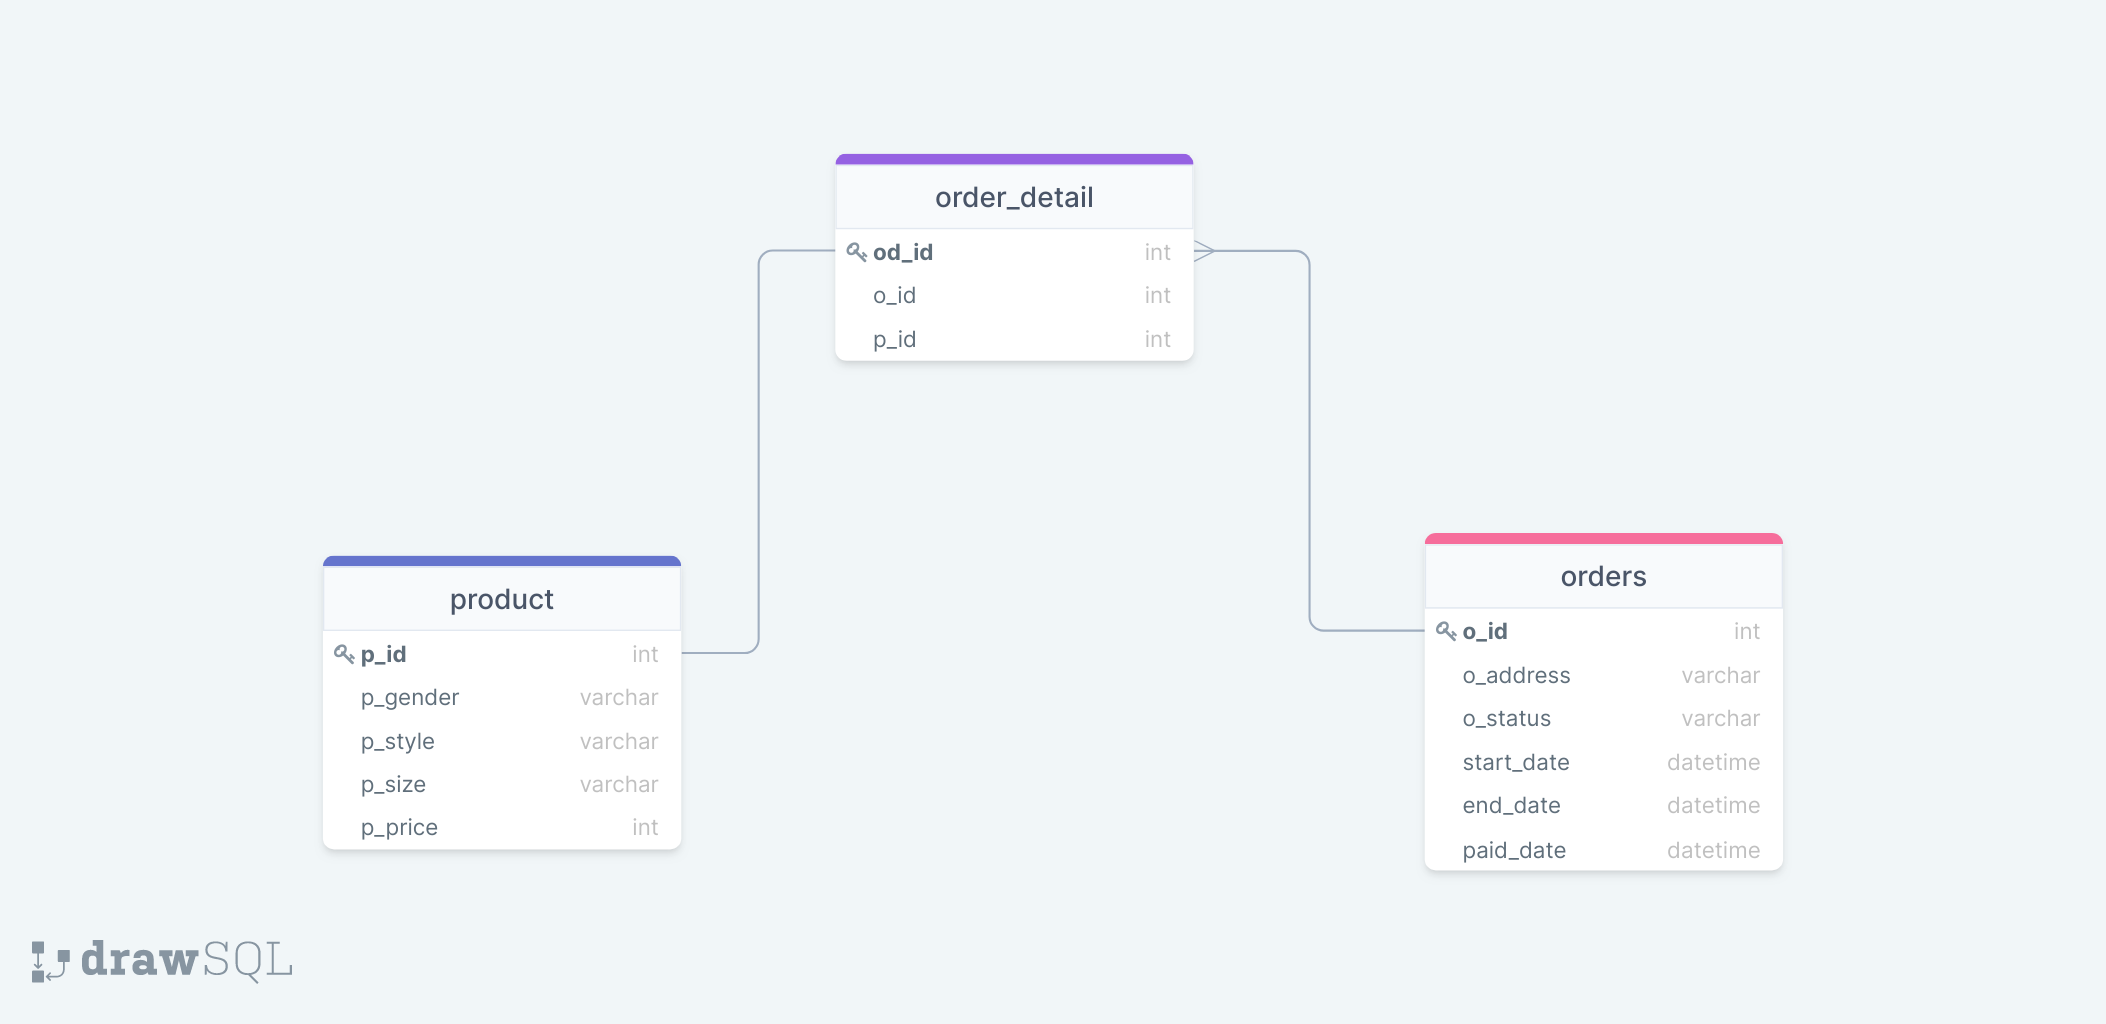 order_detail
od_id int
o_id int
p_id int
product
p_id int
p_gender varchar
p_style varchar
p_size varchar
p_price int
orders
o_id int
o_address varchar
o_status varchar
start_date datetime
end_date datetime
paid_date datetime
drawSQL